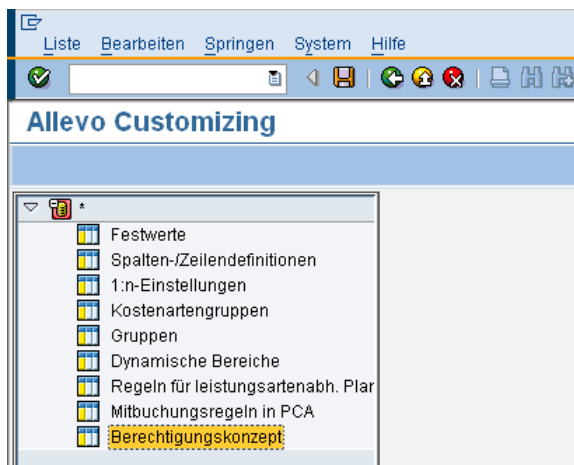 Liste Bearbeiten Springen System Hilfe
Allevo Customizing
*
Festwerte
Spalten-/Zeilendefinitionen
1:n-Einstellungen
Kostenartengruppen
Gruppen
Dynamische Bereiche
Regeln für leistungsartenabh. Plar
Mitbuchungsregeln in PCA
Berechtigungskonzept